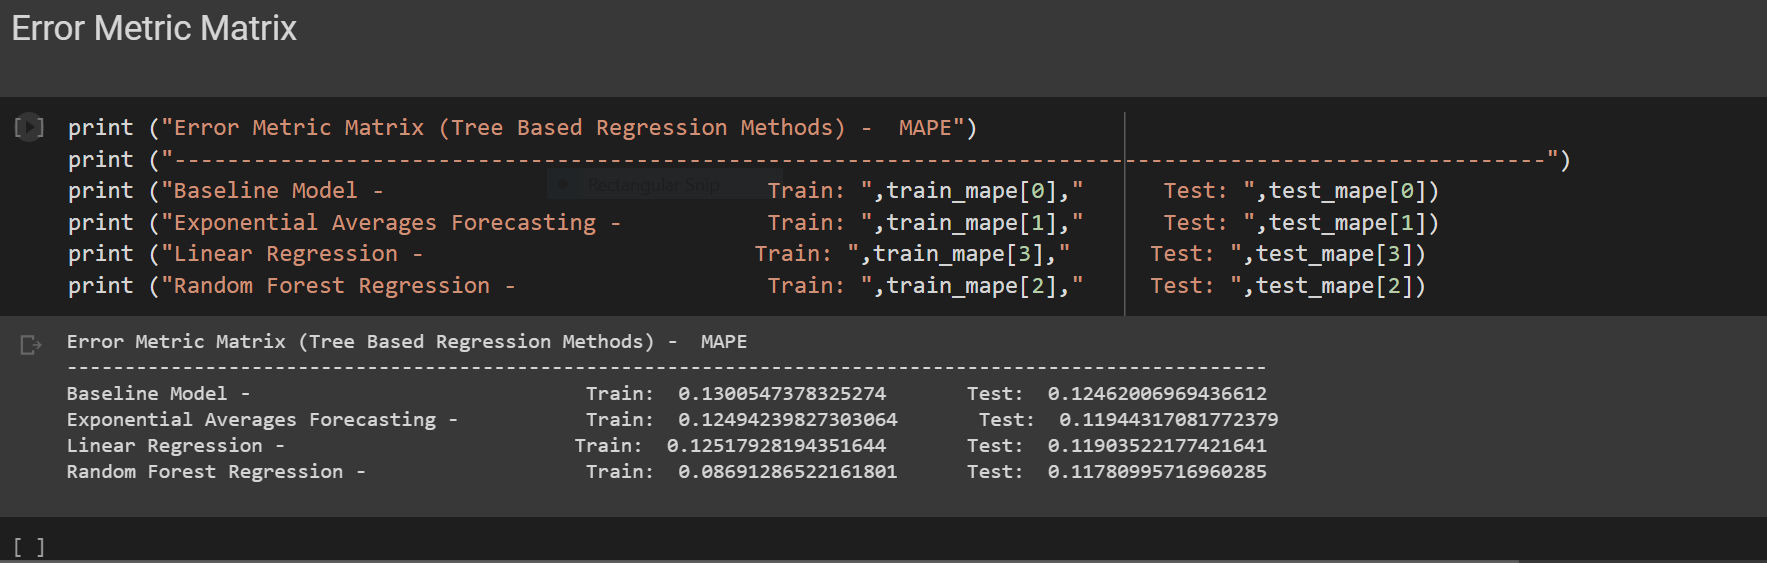 Error Metric Matrix
[ ] print ("Error Metric Matrix (Tree Based Regression Methods) -  MAPE")
print ("--------------------------------------------------------------------------------------------------------")
print ("Baseline Model -                             Train: ",train_mape[0],"      Test: ",test_mape[0])
Rectangular Snip
print ("Exponential Averages Forecasting -           Train: ",train_mape[1],"      Test: ",test_mape[1])
print ("Linear Regression -                         Train: ",train_mape[3],"      Test: ",test_mape[3])
print ("Random Forest Regression -                   Train: ",train_mape[2],"     Test: ",test_mape[2])
Error Metric Matrix (Tree Based Regression Methods) -  MAPE
--------------------------------------------------------------------------------------------------------
Baseline Model -                             Train:  0.1300547378325274       Test:  0.12462006969436612
Exponential Averages Forecasting -           Train:  0.12494239827303064       Test:  0.11944317081772379
Linear Regression -                         Train:  0.12517928194351644       Test:  0.11903522177421641
Random Forest Regression -                   Train:  0.08691286522161801      Test:  0.11780995716960285
[ ]